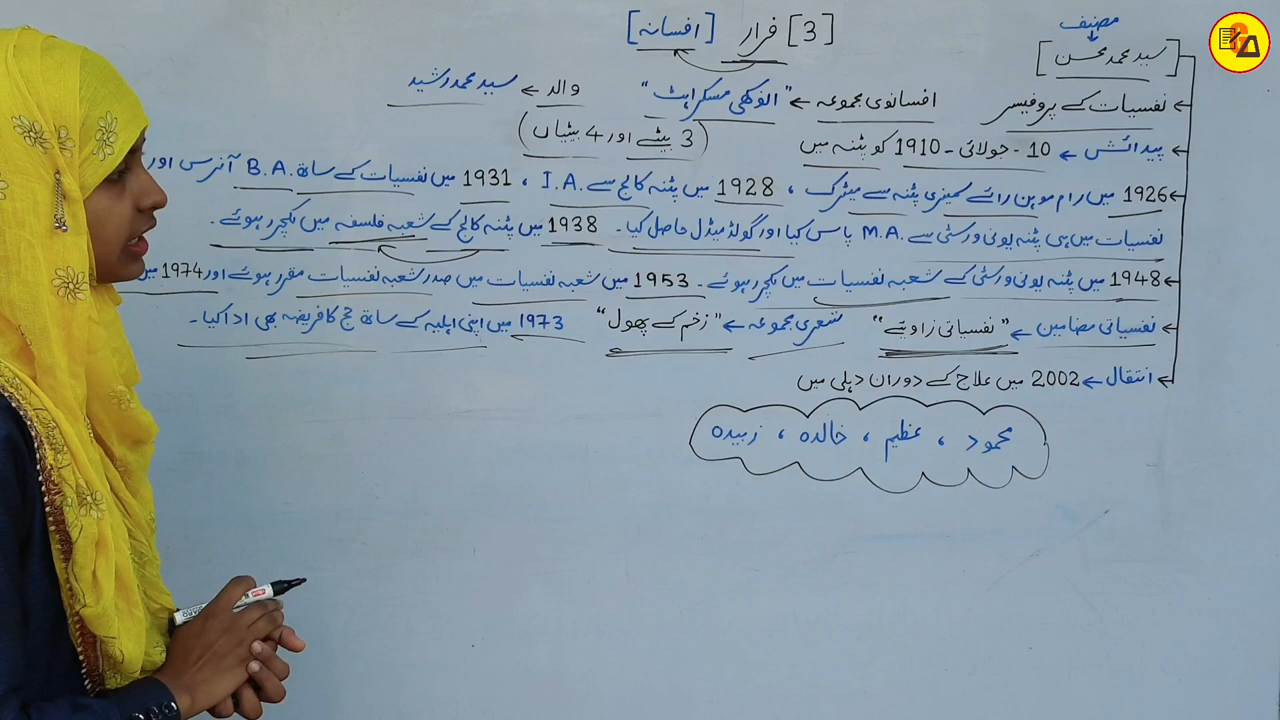 مصنف
[3] فرار [افسانہ]
[سید محمد محسن]
نفسیات کے پروفیسر افسانوی مجموعہ ← "انوکھی مسکراہٹ" والد ← سید محمد رشید
پیدائش ← 10 - جولائی - 1910 کو پٹنہ میں (3 بیٹے اور 4 بیٹیاں)
1926 میں رام موہن رائے سمینری پٹنہ سے میٹرک، 1928 میں پٹنہ کالج سے I.A.، 1931 میں نفسیات کے ساتھ B.A. آنرس اور
نفسیات میں ہی پٹنہ یونی ورسٹی سے M.A. پاس کیا اور گولڈ میڈل حاصل کیا۔ 1938 میں پٹنہ کالج کے شعبہ فلسفہ میں لکچرر ہوئے۔
1948 میں پٹنہ یونی ورسٹی کے شعبہ نفسیات میں لکچرر ہوئے۔ 1953 میں شعبہ نفسیات میں صدر شعبہ نفسیات مقرر ہوئے اور 1974 میں
نفسیاتی مضامین ← "نفسیاتی زاویے" شعری مجموعہ ← "زخم کے پھول" 1973 میں اپنی اہلیہ کے ساتھ حج کا فریضہ بھی ادا کیا۔
انتقال ← 2002 میں علاج کے دوران دہلی میں
محمود، عظیم، خالدہ، زبیدہ